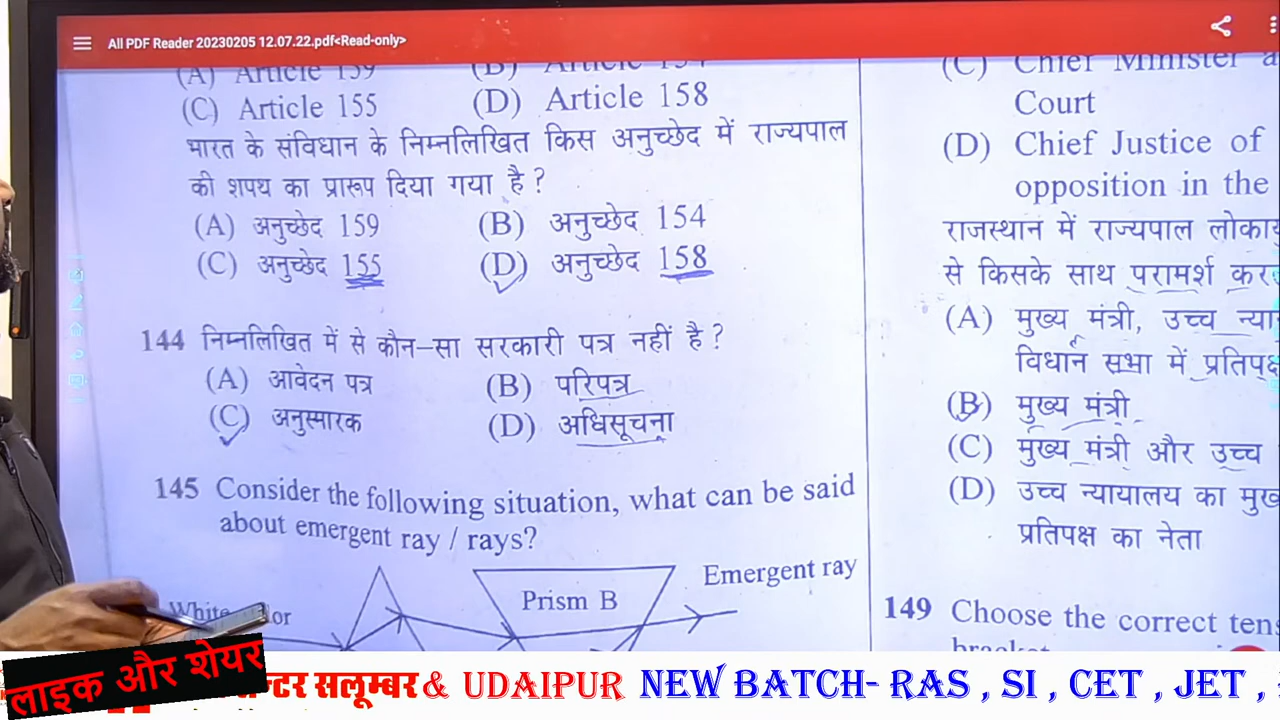 All PDF Reader 20230205 12.07.22.pdf<Read-only>
(A) Article 159
(C) Article 155 (D) Article 158
भारत के संविधान के निम्नलिखित किस अनुच्छेद में राज्यपाल
की शपथ का प्रारूप दिया गया है ?
(A) अनुच्छेद 159 (B) अनुच्छेद 154
(C) अनुच्छेद 155 (D) अनुच्छेद 158
144 निम्नलिखित में से कौन-सा सरकारी पत्र नहीं है ?
(A) आवेदन पत्र (B) परिपत्र
(C) अनुस्मारक (D) अधिसूचना
145 Consider the following situation, what can be said
about emergent ray / rays?
Emergent ray
Prism B
White
(C) Chief Minister
Court
(D) Chief Justice of
opposition in the
राजस्थान में राज्यपाल
से किसके साथ परामर्श
(A) मुख्य मंत्री, उच्च
विधान सभा में
(B) मुख्य मंत्री
(C) मुख्य मंत्री और उच्च
(D) उच्च न्यायालय का
प्रतिपक्ष का नेता
149 Choose the correct
लाइक और शेयर
सलूम्बर & UDAIPUR NEW BATCH- RAS , SI , CET , JET ,